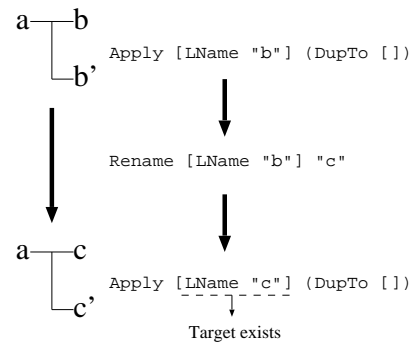 a b
b’
Apply [LName "b"] (DupTo [])
Rename [LName "b"] "c"
a c
c’
Apply [LName "c"] (DupTo [])
Target exists